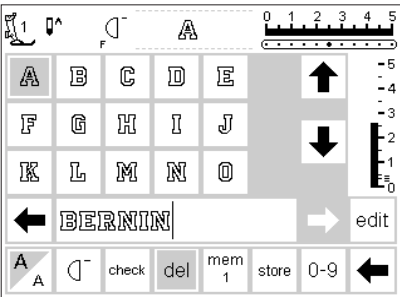 1 F A 0 1 2 3 4 5
A B C D E
F G H I J
K L M N O
5
4
3
2
1
0
BERNIN edit
A A check del mem 1 store 0-9